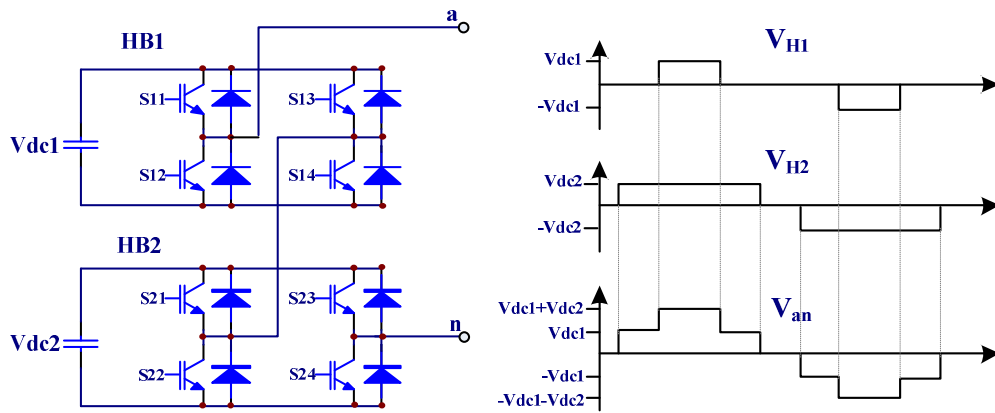 a
HB1
S11
S13
Vdc1
S12
S14
HB2
S21
S23
n
Vdc2
S22
S24
VH1
Vdc1
-Vdc1
VH2
Vdc2
-Vdc2
Van
Vdc1+Vdc2
Vdc1
-Vdc1
-Vdc1-Vdc2